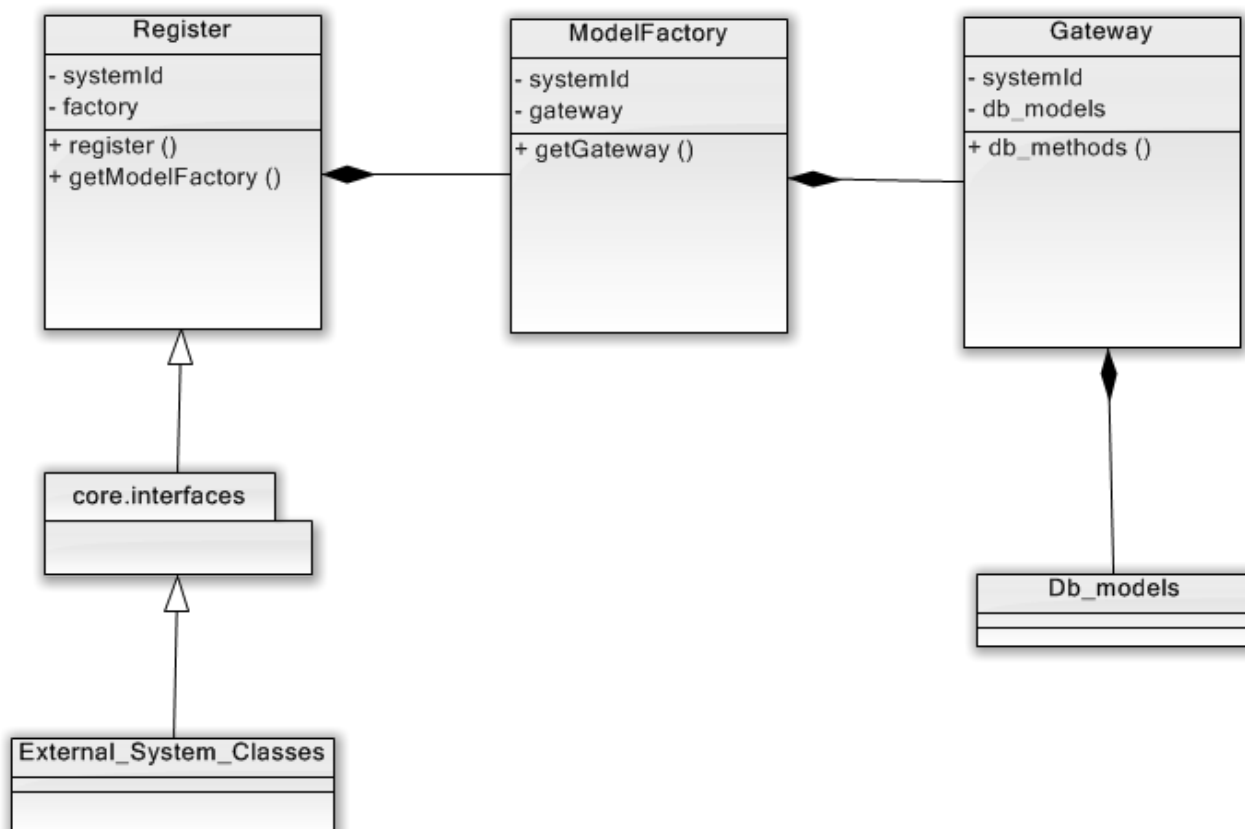 Register
- systemId
- factory
+ register ()
+ getModelFactory ()
ModelFactory
- systemId
- gateway
+ getGateway ()
Gateway
- systemId
- db_models
+ db_methods ()
core.interfaces
Db_models
External_System_Classes